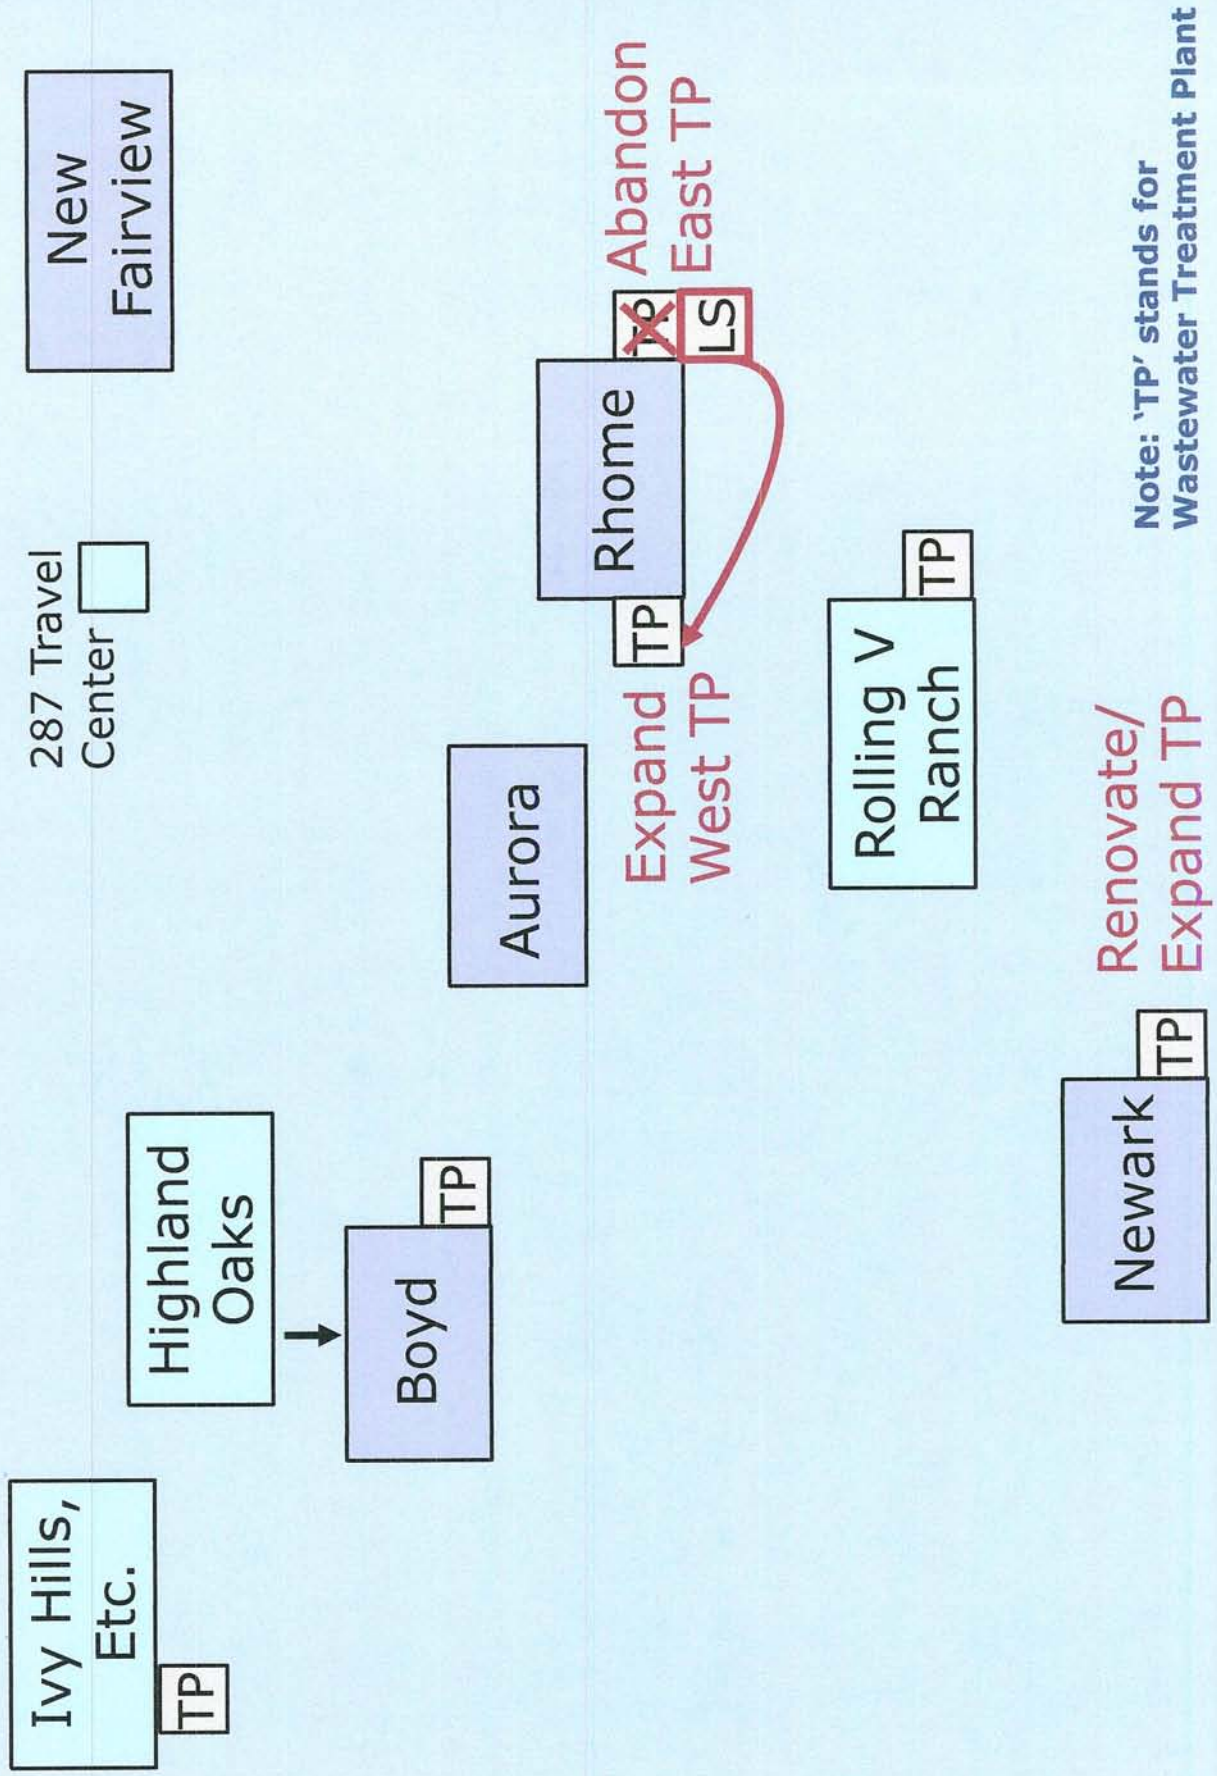 Ivy Hills,
Etc.
TP
Highland
Oaks
Boyd
TP
287 Travel
Center
New
Fairview
Aurora
Rhome
TP
TP
LS
Abandon
East TP
Expand
West TP
Rolling V
Ranch
TP
Newark
TP
Renovate/
Expand TP
Note: ‘TP’ stands for
Wastewater Treatment Plant